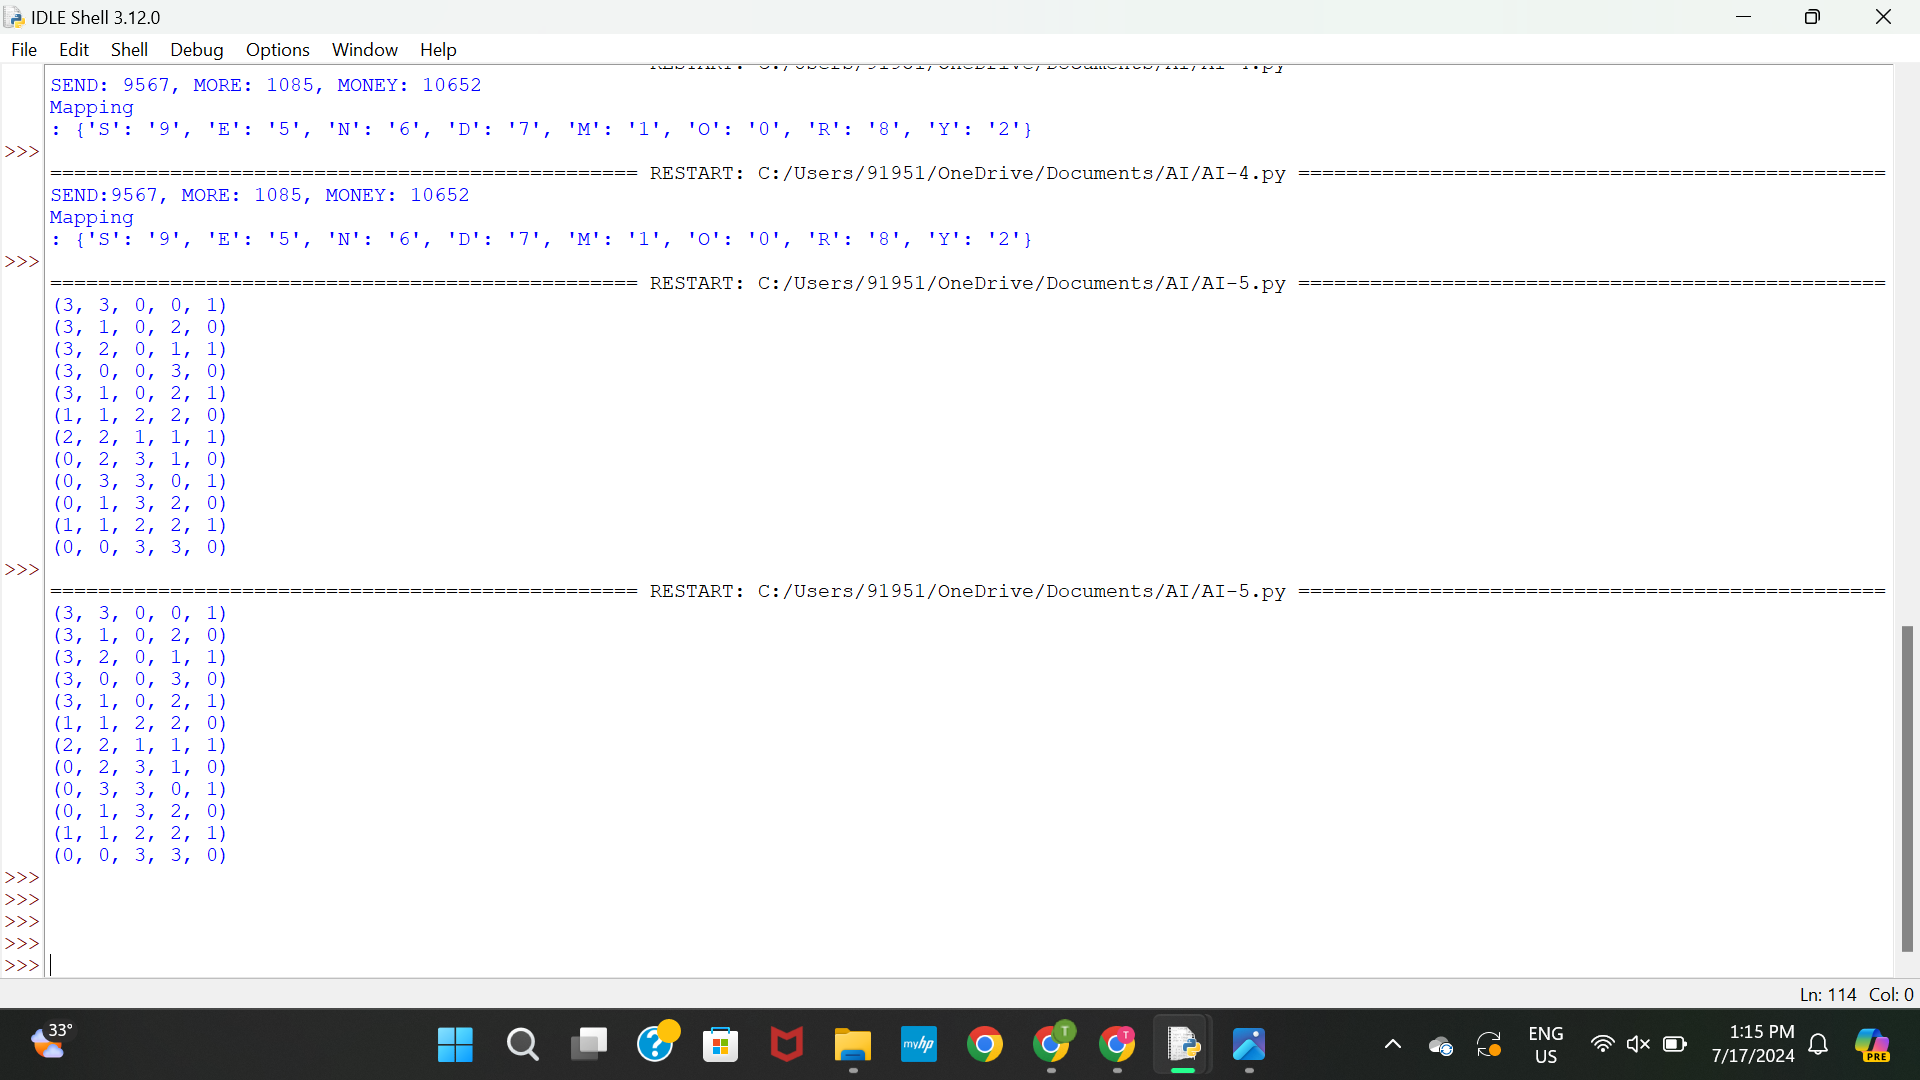 IDLE Shell 3.12.0
File Edit Shell Debug Options Window Help
SEND: 9567, MORE: 1085, MONEY: 10652
Mapping
: {'S': '9', 'E': '5', 'N': '6', 'D': '7', 'M': '1', 'O': '0', 'R': '8', 'Y': '2'}
>>>
================================================= RESTART: C:/Users/91951/OneDrive/Documents/AI/AI-4.py =================================================
SEND:9567, MORE: 1085, MONEY: 10652
Mapping
: {'S': '9', 'E': '5', 'N': '6', 'D': '7', 'M': '1', 'O': '0', 'R': '8', 'Y': '2'}
>>>
================================================= RESTART: C:/Users/91951/OneDrive/Documents/AI/AI-5.py =================================================
(3, 3, 0, 0, 1)
(3, 1, 0, 2, 0)
(3, 2, 0, 1, 1)
(3, 0, 0, 3, 0)
(3, 1, 0, 2, 1)
(1, 1, 2, 2, 0)
(2, 2, 1, 1, 1)
(0, 2, 3, 1, 0)
(0, 3, 3, 0, 1)
(0, 1, 3, 2, 0)
(1, 1, 2, 2, 1)
(0, 0, 3, 3, 0)
>>>
================================================= RESTART: C:/Users/91951/OneDrive/Documents/AI/AI-5.py =================================================
(3, 3, 0, 0, 1)
(3, 1, 0, 2, 0)
(3, 2, 0, 1, 1)
(3, 0, 0, 3, 0)
(3, 1, 0, 2, 1)
(1, 1, 2, 2, 0)
(2, 2, 1, 1, 1)
(0, 2, 3, 1, 0)
(0, 3, 3, 0, 1)
(0, 1, 3, 2, 0)
(1, 1, 2, 2, 1)
(0, 0, 3, 3, 0)
>>>
>>>
>>>
>>>
>>>
Ln: 114 Col: 0
33°
myhp
T
T
ENG
US
1:15 PM
7/17/2024
PRE